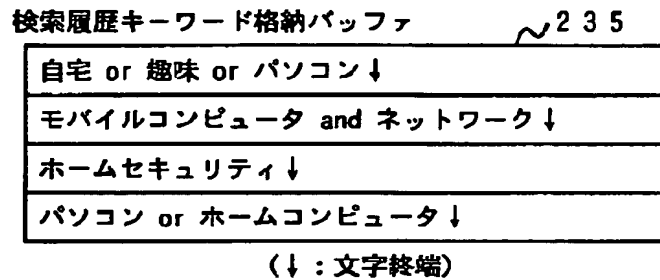 検索履歴キーワード格納バッファ 235
自宅 or 趣味 or パソコン↓
モバイルコンピュータ and ネットワーク↓
ホームセキュリティ↓
パソコン or ホームコンピュータ↓
(↓:文字終端)